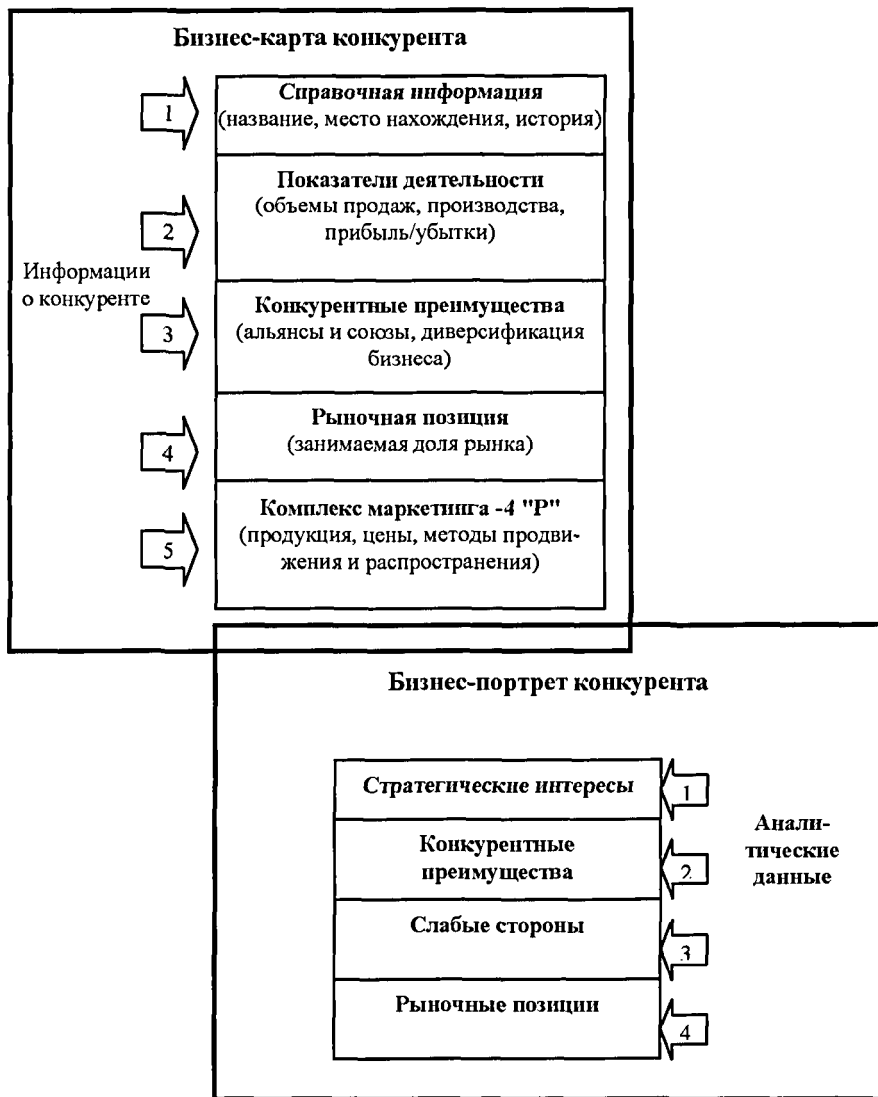 Бизнес-карта конкурента
1
Справочная информация
(название, место нахождения, история)
2
Показатели деятельности
(объемы продаж, производства,
прибыль/убытки)
Информации
о конкуренте
3
Конкурентные преимущества
(альянсы и союзы, диверсификация
бизнеса)
4
Рыночная позиция
(занимаемая доля рынка)
5
Комплекс маркетинга -4 "Р"
(продукция, цены, методы продви-
жения и распространения)
Бизнес-портрет конкурента
Стратегические интересы
1
Конкурентные
преимущества
2
Анали-
тические
данные
Слабые стороны
3
Рыночные позиции
4